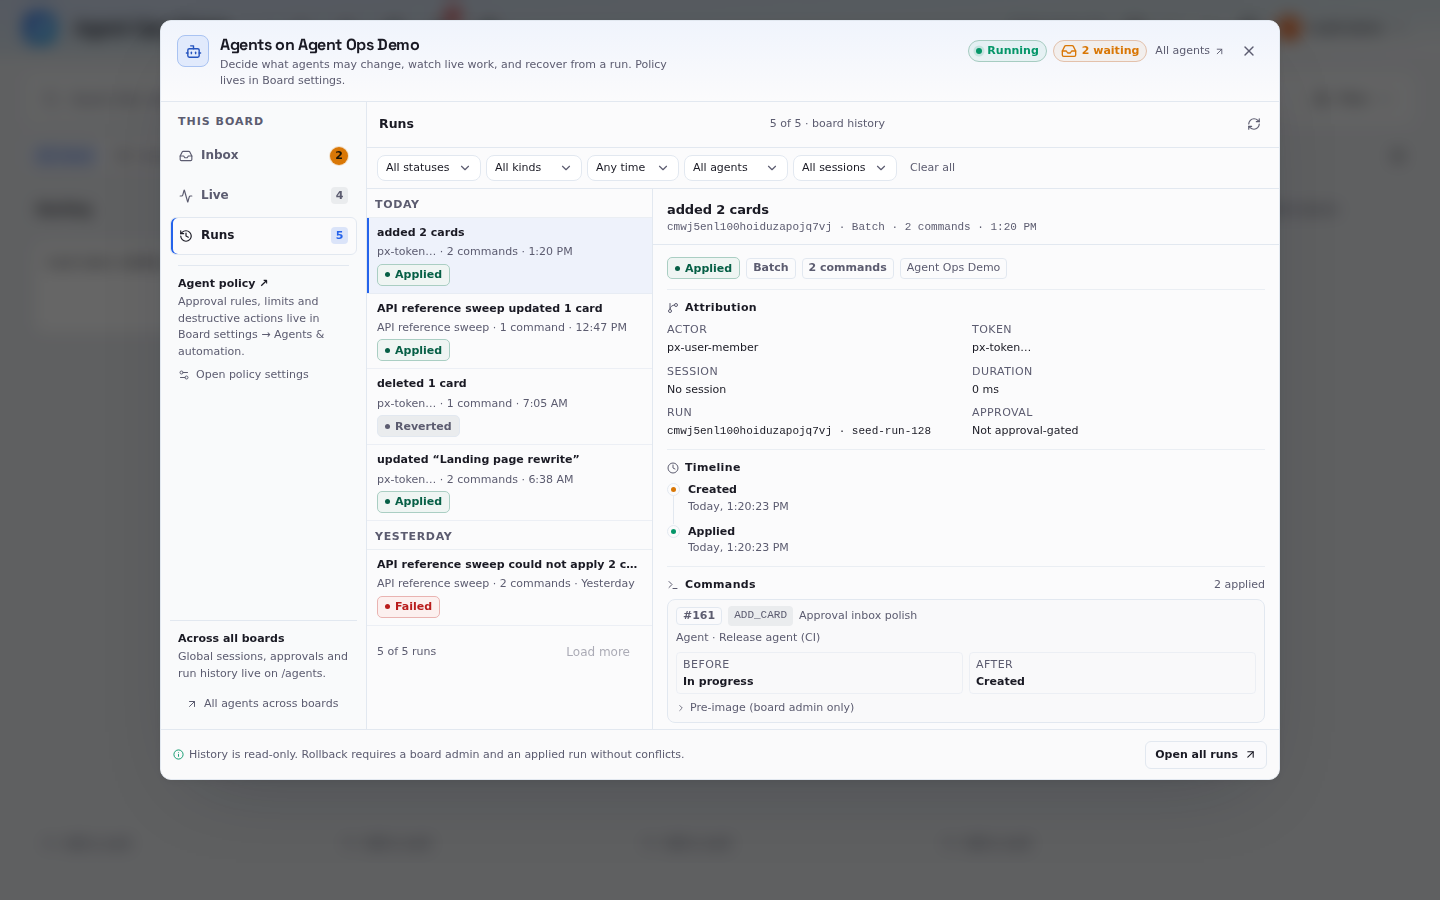 Agents on Agent Ops Demo
Decide what agents may change, watch live work, and recover from a run. Policy
lives in Board settings.
Running
2 waiting
All agents ↗
THIS BOARD
Inbox 2
Live 4
Runs 5
Agent policy ↗
Approval rules, limits and
destructive actions live in
Board settings → Agents &
automation.
Open policy settings
Across all boards
Global sessions, approvals and
run history live on /agents.
All agents across boards
Runs
5 of 5 · board history
All statuses
All kinds
Any time
All agents
All sessions
Clear all
TODAY
added 2 cards
px-token… · 2 commands · 1:20 PM
Applied
API reference sweep updated 1 card
API reference sweep · 1 command · 12:47 PM
Applied
deleted 1 card
px-token… · 1 command · 7:05 AM
Reverted
updated “Landing page rewrite”
px-token… · 2 commands · 6:38 AM
Applied
YESTERDAY
API reference sweep could not apply 2 c…
API reference sweep · 2 commands · Yesterday
Failed
5 of 5 runs
Load more
added 2 cards
cmwj5enl100hoiduzapojq7vj · Batch · 2 commands · 1:20 PM
Applied
Batch
2 commands
Agent Ops Demo
Attribution
ACTOR
px-user-member
TOKEN
px-token…
SESSION
No session
DURATION
0 ms
RUN
cmwj5enl100hoiduzapojq7vj · seed-run-128
APPROVAL
Not approval-gated
Timeline
Created
Today, 1:20:23 PM
Applied
Today, 1:20:23 PM
Commands
2 applied
#161 ADD_CARD Approval inbox polish
Agent · Release agent (CI)
BEFORE
In progress
AFTER
Created
Pre-image (board admin only)
History is read-only. Rollback requires a board admin and an applied run without conflicts.
Open all runs ↗